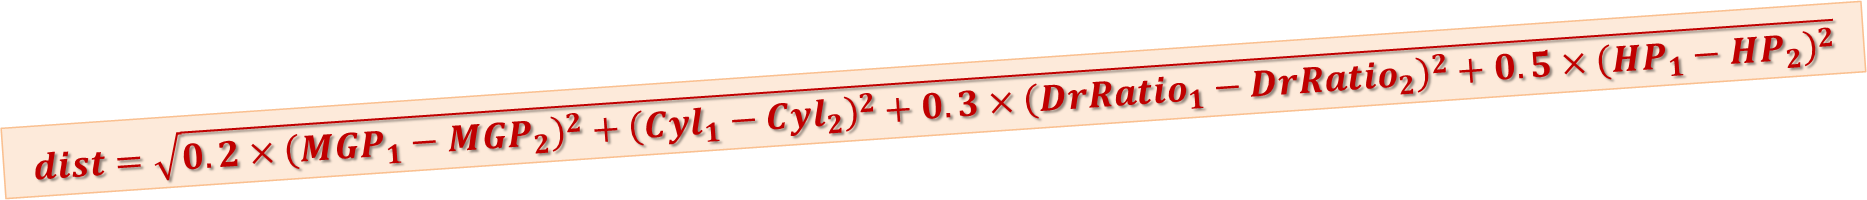 dist = √0.2 × (MGP₁ − MGP₂)² + (Cyl₁ − Cyl₂)² + 0.3 × (DrRatio₁ − DrRatio₂)² + 0.5 × (HP₁ − HP₂)²